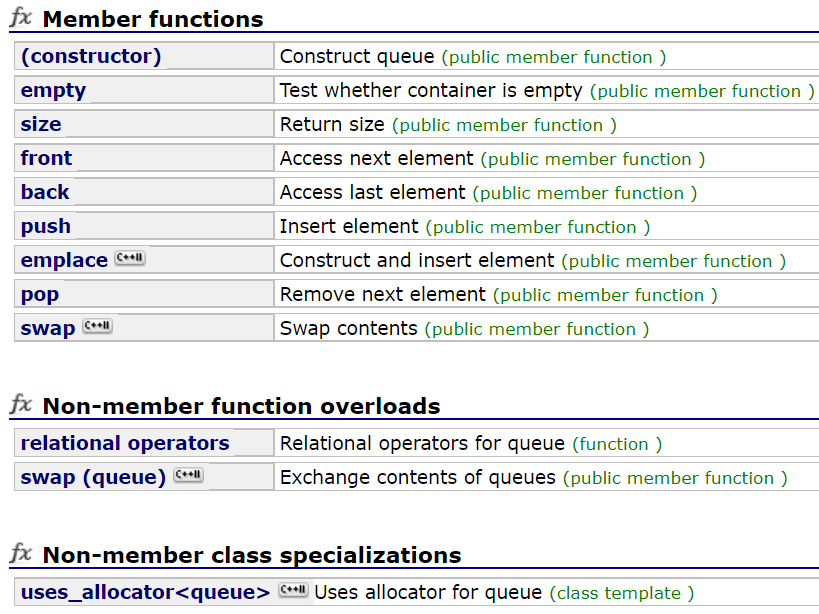 fx Member functions
(constructor) Construct queue (public member function )
empty Test whether container is empty (public member function )
size Return size (public member function )
front Access next element (public member function )
back Access last element (public member function )
push Insert element (public member function )
emplace C++11 Construct and insert element (public member function )
pop Remove next element (public member function )
swap C++11 Swap contents (public member function )
fx Non-member function overloads
relational operators Relational operators for queue (function )
swap (queue) C++11 Exchange contents of queues (public member function )
fx Non-member class specializations
uses_allocator<queue> C++11 Uses allocator for queue (class template )